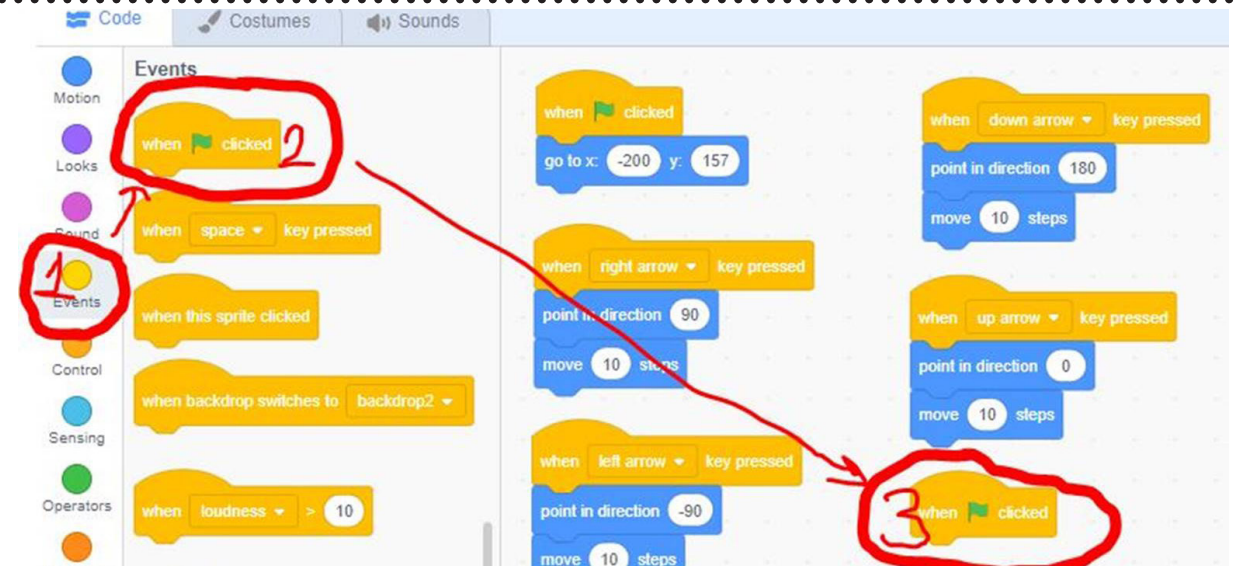 Code Costumes Sounds
Motion
Looks
Sound
Events
Control
Sensing
Operators
1
Events
when clicked 2
when space key pressed
when this sprite clicked
when backdrop switches to backdrop2
when loudness > 10
when clicked
go to x: -200 y: 157
when right arrow key pressed
point in direction 90
move 10 steps
when left arrow key pressed
point in direction -90
move 10 steps
when down arrow key pressed
point in direction 180
move 10 steps
when up arrow key pressed
point in direction 0
move 10 steps
3 when clicked